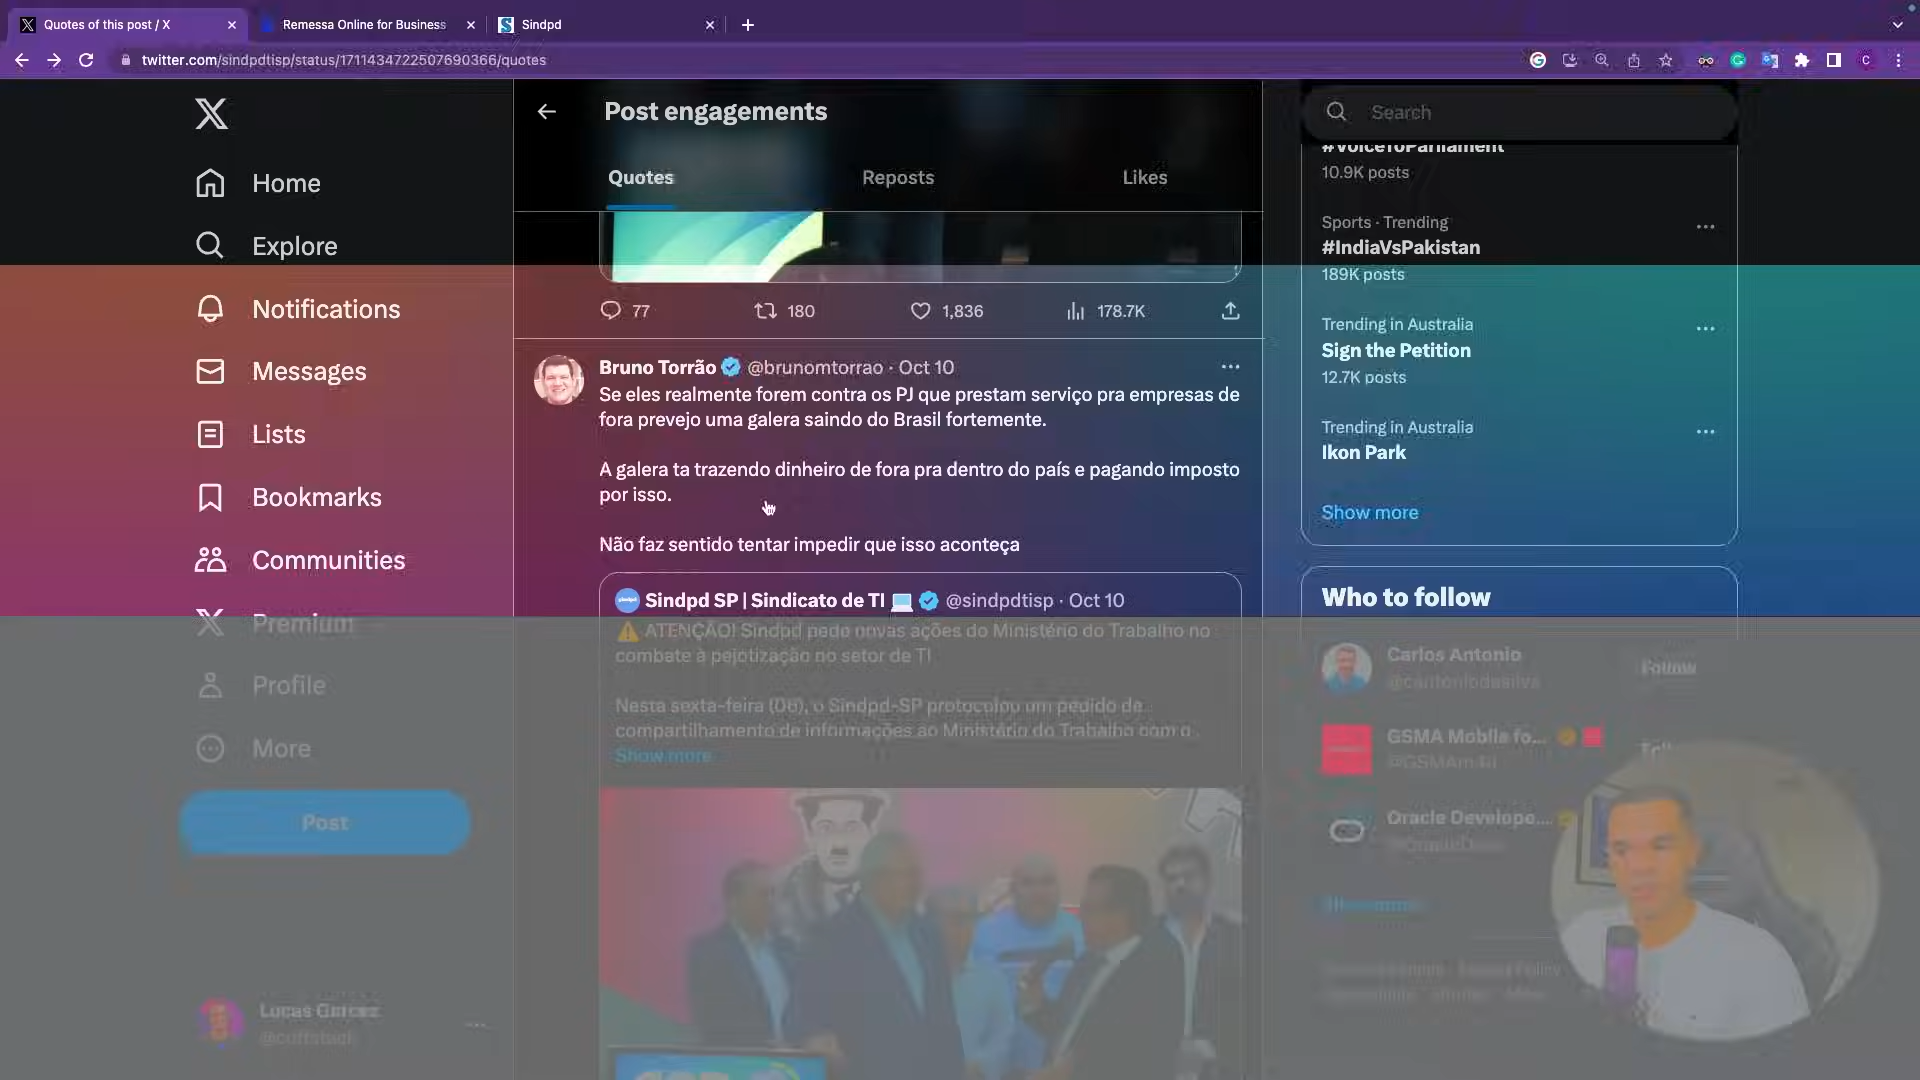 Quotes of this post / X
Remessa Online for Business
Sindpd
twitter.com/sindpdtisp/status/1711434722507690366/quotes
Home
Explore
Notifications
Messages
Lists
Bookmarks
Communities
Premium
Profile
More
Post
Lucas
Post engagements
Quotes Reposts Likes
77 180 1,836 178.7K
Bruno Torrão @brunomtorrao · Oct 10
Se eles realmente forem contra os PJ que prestam serviço pra empresas de
fora prevejo uma galera saindo do Brasil fortemente.
A galera ta trazendo dinheiro de fora pra dentro do país e pagando imposto
por isso.
Não faz sentido tentar impedir que isso aconteça
Sindpd SP | Sindicato de TI 💻 @sindpdtisp · Oct 10
⚠️ ATENÇÃO! Sindpd pede novas ações do Ministério do Trabalho no
combate à pejotização no setor de TI
Nesta sexta-feira (06), o Sindpd-SP protocolou um pedido de
compartilhamento de informações ao Ministério do Trabalho com o
Show more
Search
#VoiceToParliament
10.9K posts
Sports · Trending
#IndiaVsPakistan
189K posts
Trending in Australia
Sign the Petition
12.7K posts
Trending in Australia
Ikon Park
Show more
Who to follow
Carlos Antonio
@cantoniodasilva
Follow
GSMA Mobile fo...
Oracle Develope...